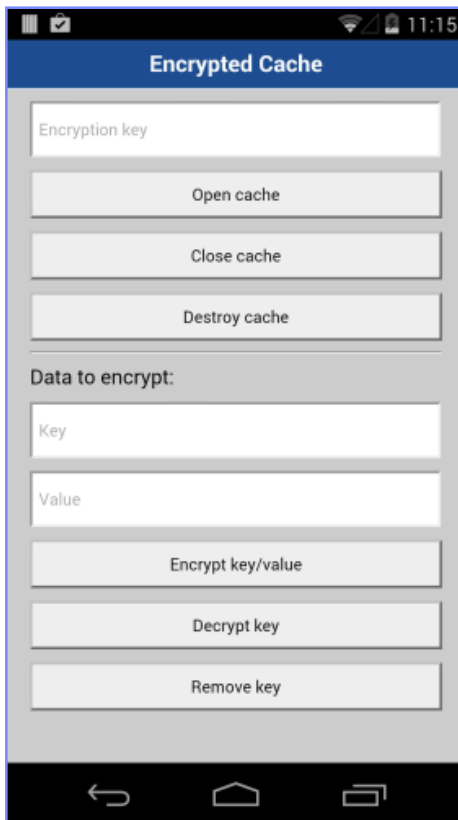 11:15
Encrypted Cache
Encryption key
Open cache
Close cache
Destroy cache
Data to encrypt:
Key
Value
Encrypt key/value
Decrypt key
Remove key